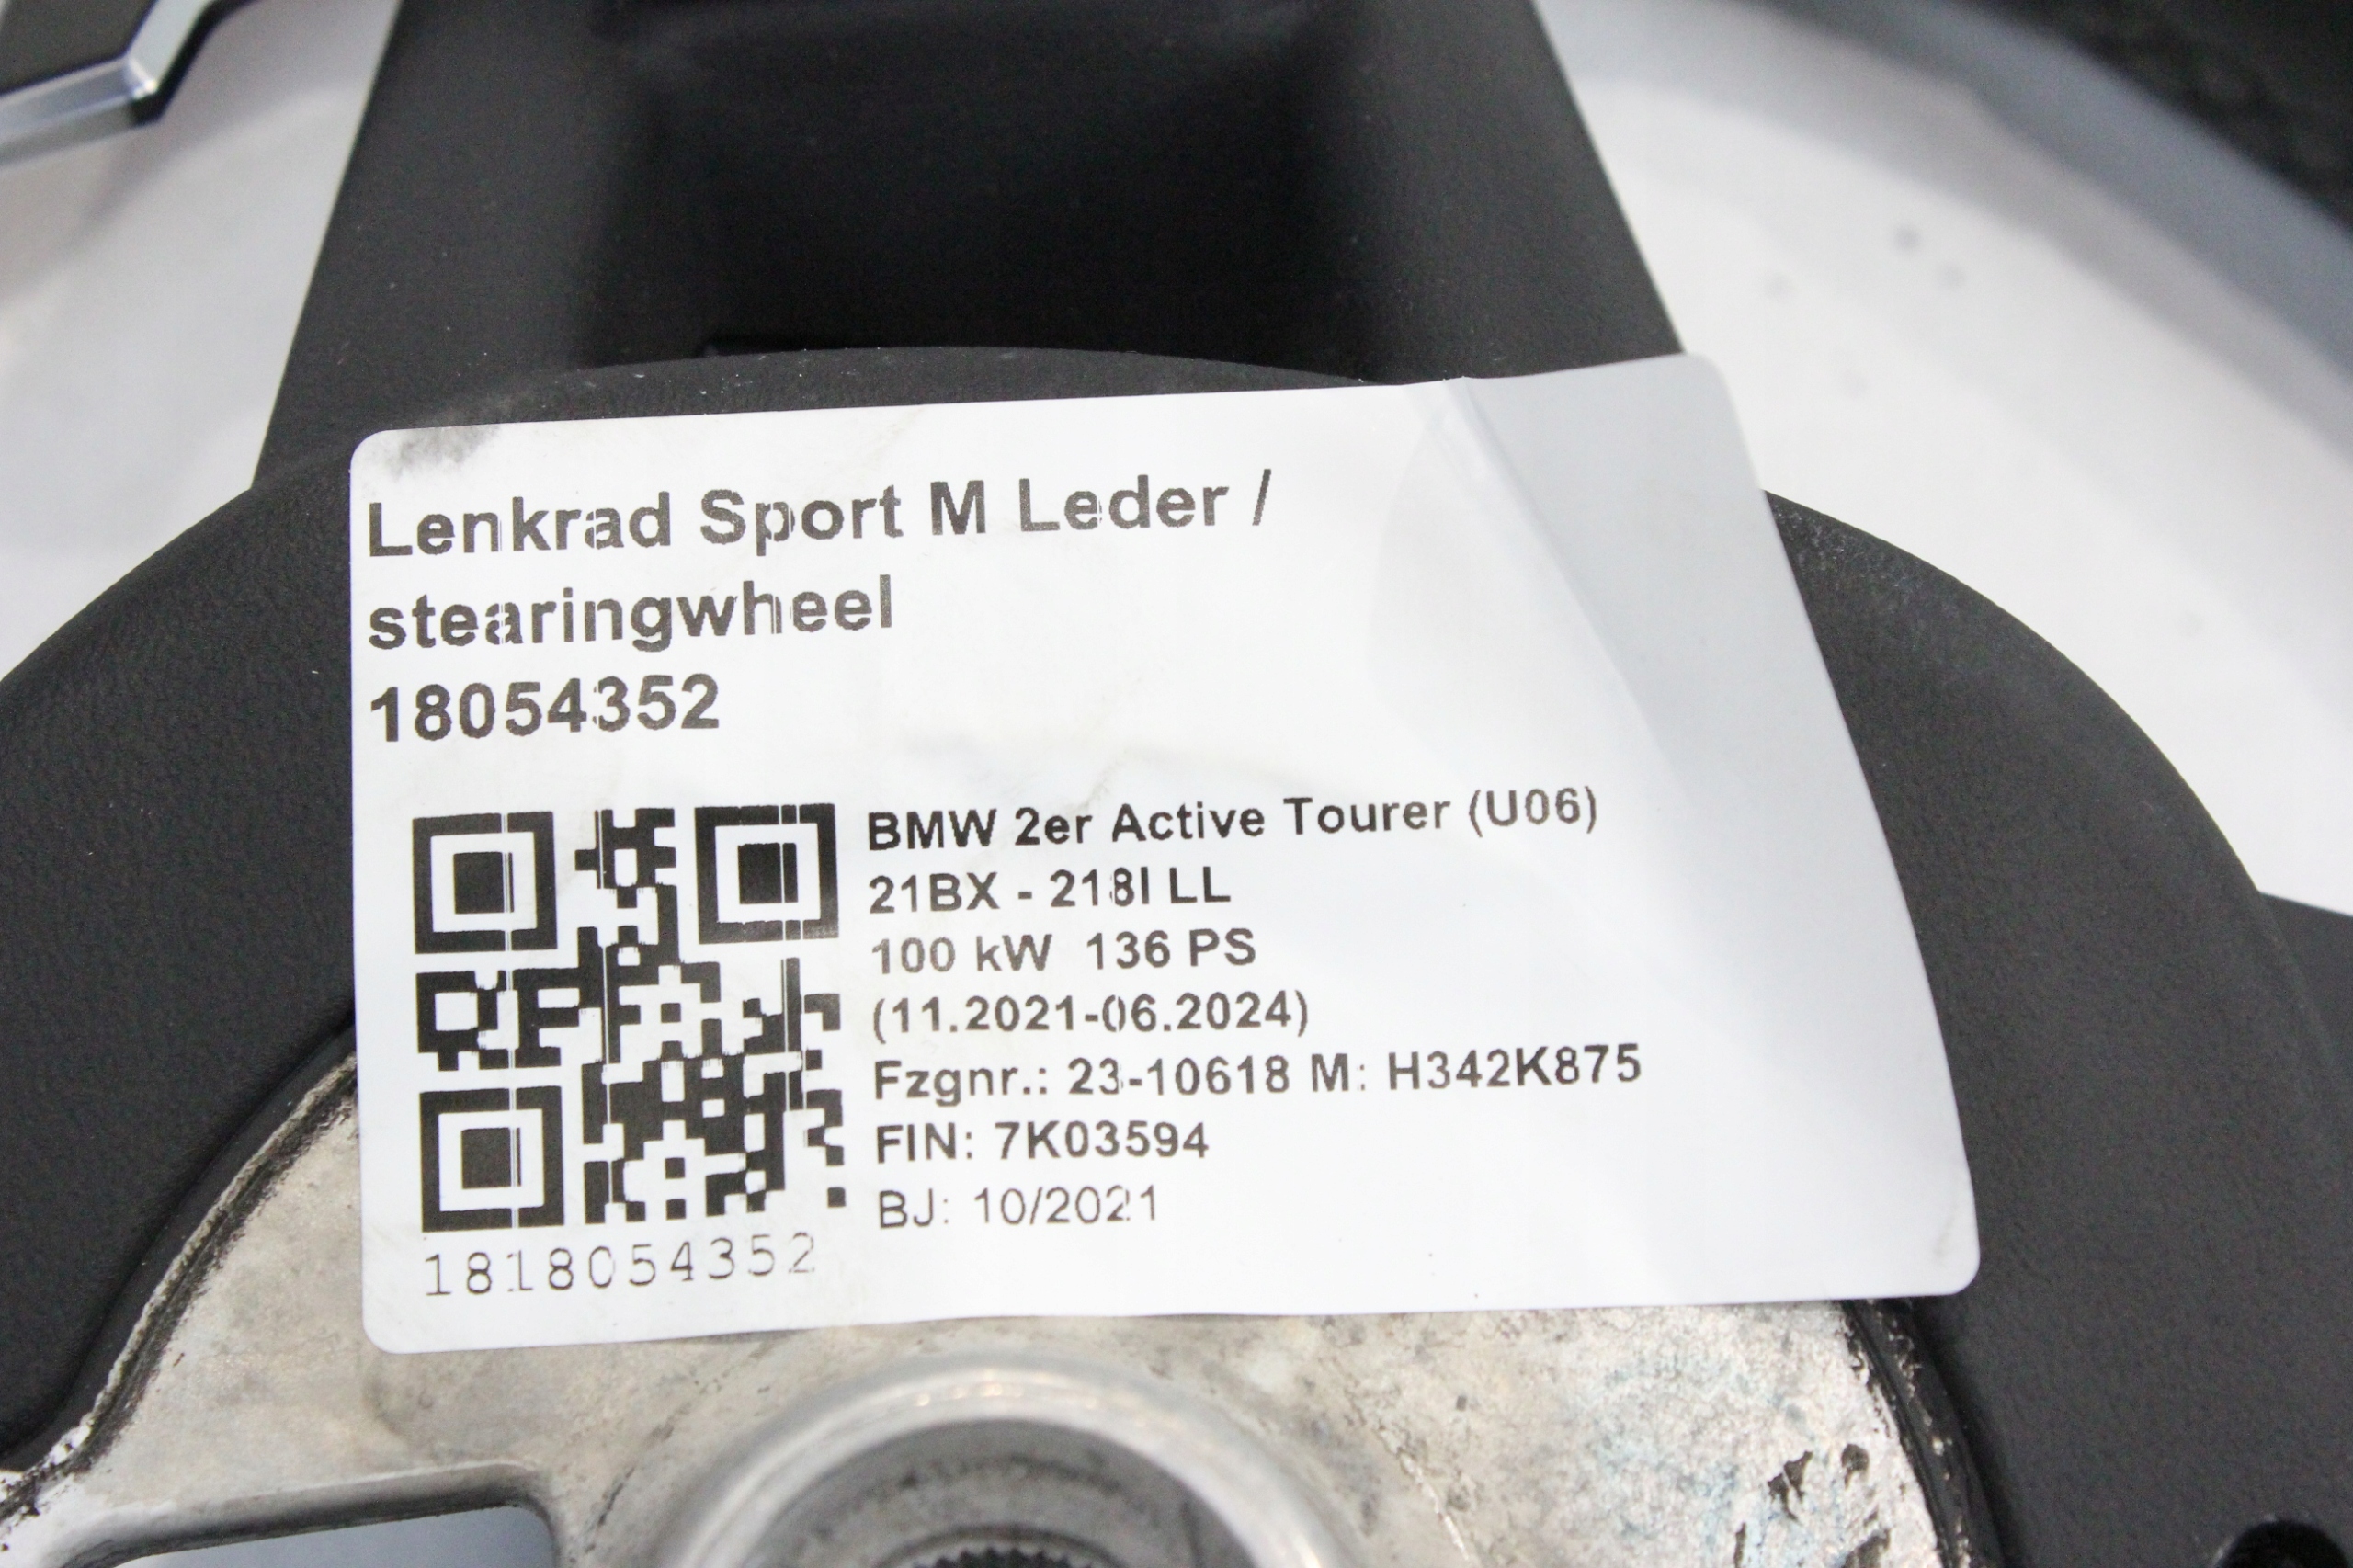 Lenkrad Sport M Leder /
stearingwheel
18054352
BMW 2er Active Tourer (U06)
21BX - 218I LL
100 kW  136 PS
(11.2021-06.2024)
Fzgnr.: 23-10618 M: H342K875
FIN: 7K03594
BJ: 10/2021
1818054352